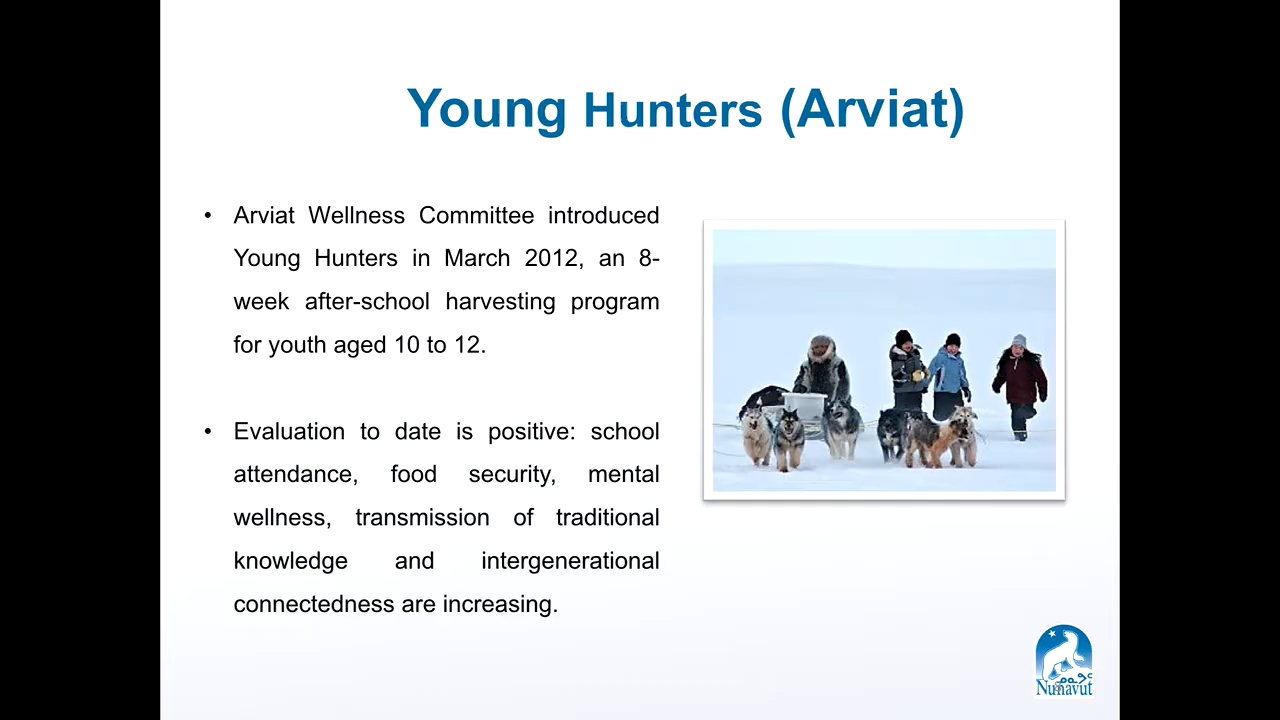 Young Hunters (Arviat)
• Arviat Wellness Committee introduced
Young Hunters in March 2012, an 8-
week after-school harvesting program
for youth aged 10 to 12.
• Evaluation to date is positive: school
attendance, food security, mental
wellness, transmission of traditional
knowledge and intergenerational
connectedness are increasing.
ᓄᓇᕗᑦ
Nunavut